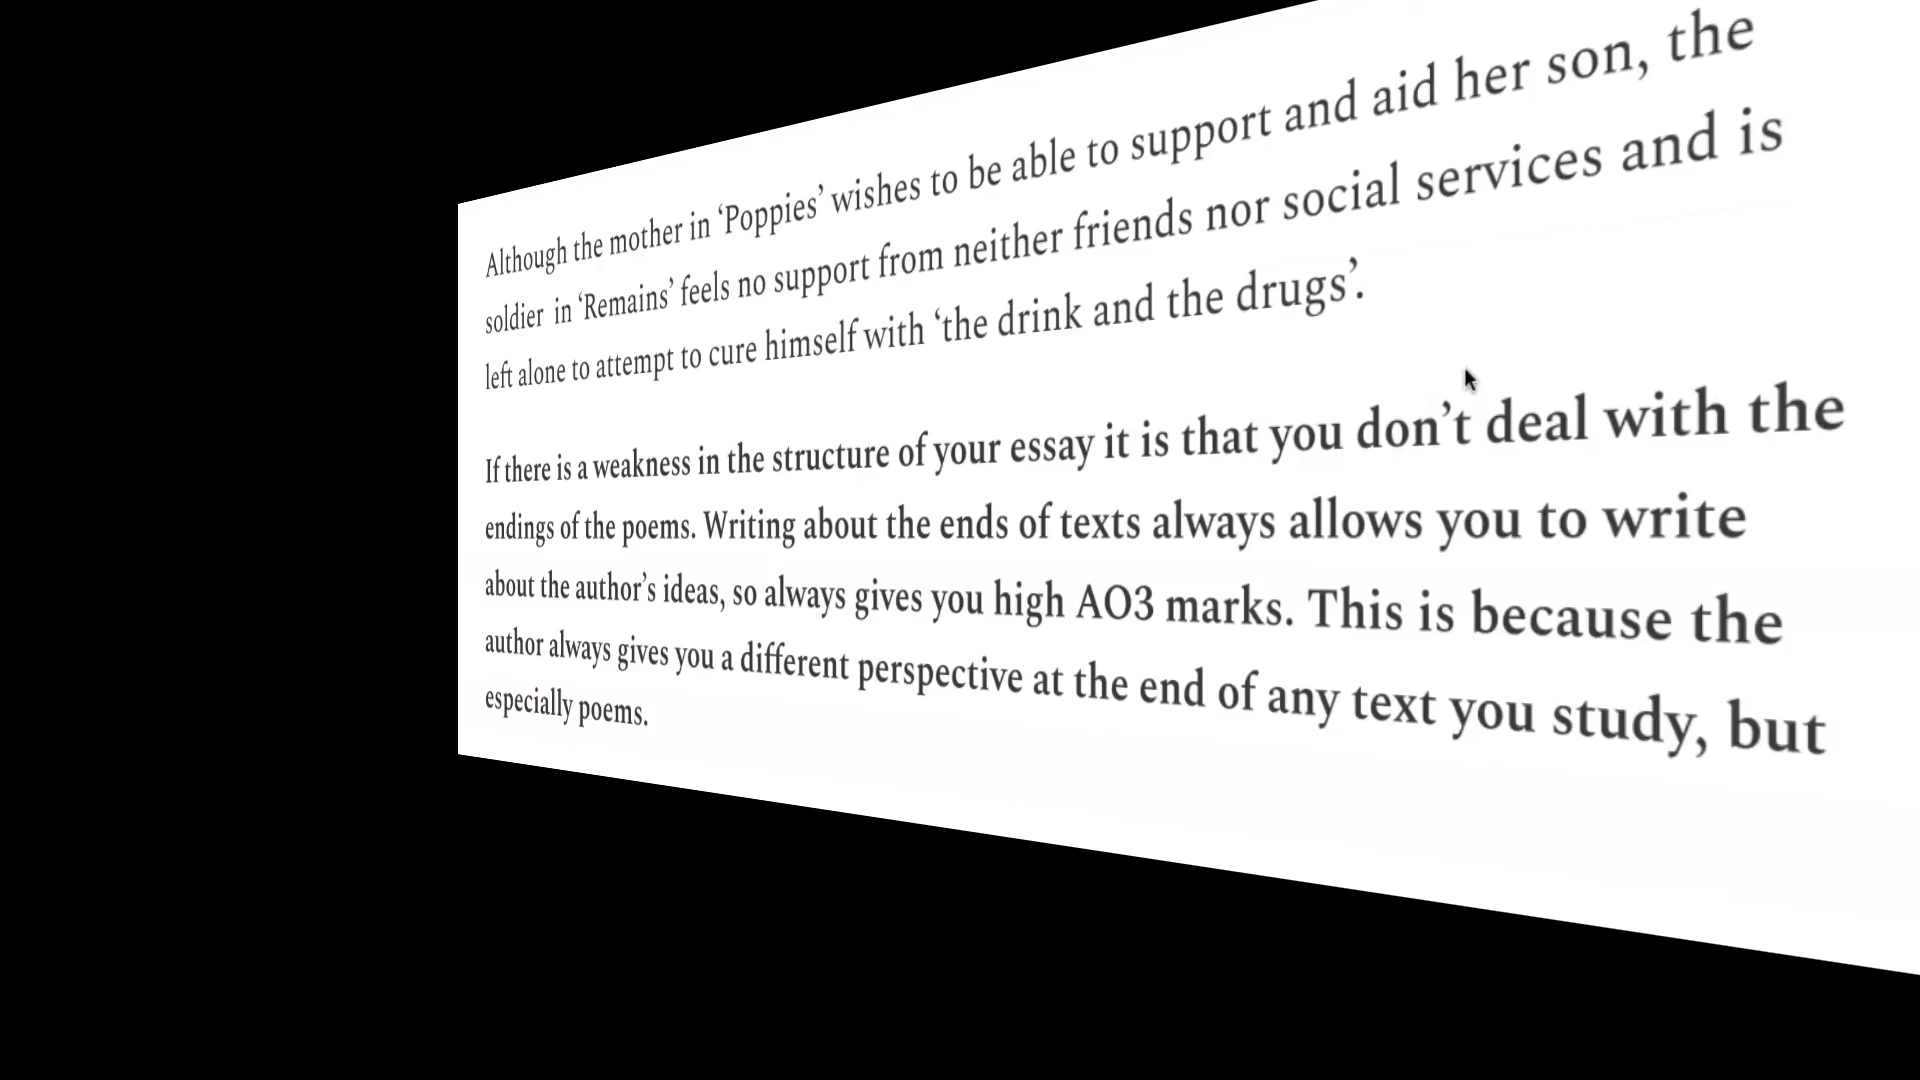 Although the mother in ‘Poppies’ wishes to be able to support and aid her son, the
soldier in ‘Remains’ feels no support from neither friends nor social services and is
left alone to attempt to cure himself with ‘the drink and the drugs’.
If there is a weakness in the structure of your essay it is that you don’t deal with the
endings of the poems. Writing about the ends of texts always allows you to write
about the author’s ideas, so always gives you high AO3 marks. This is because the
author always gives you a different perspective at the end of any text you study, but
especially poems.